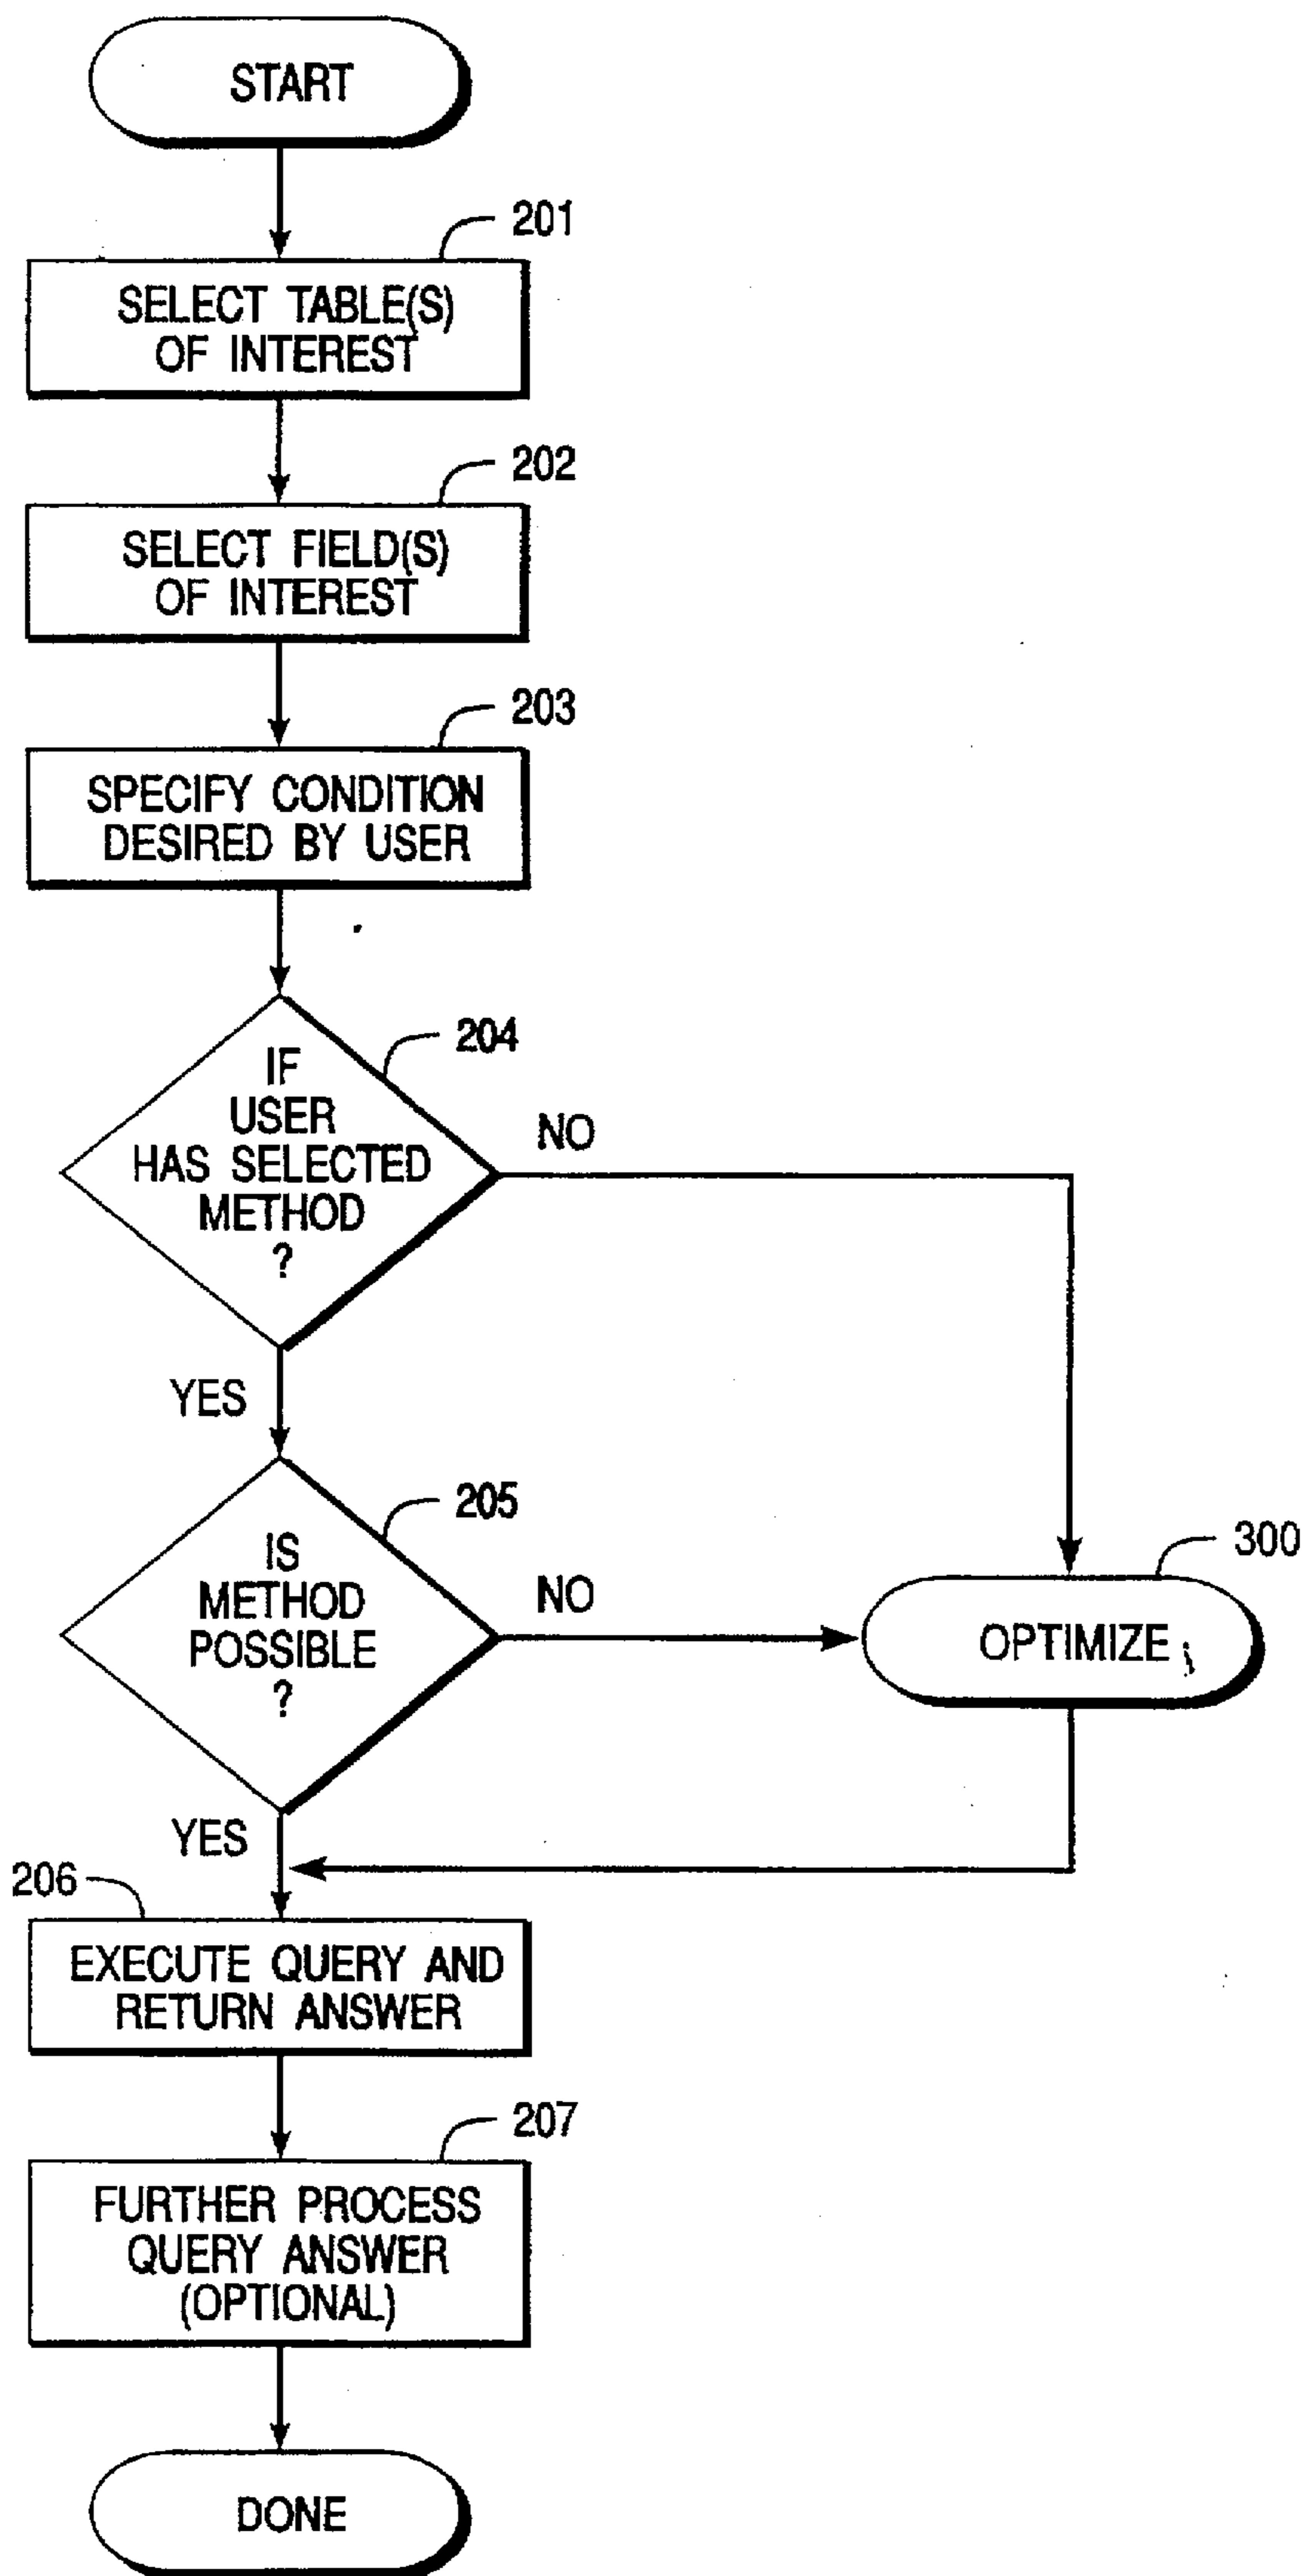 START
201
SELECT TABLE(S)
OF INTEREST
202
SELECT FIELD(S)
OF INTEREST
203
SPECIFY CONDITION
DESIRED BY USER
204
IF
USER
HAS SELECTED
METHOD
?
NO
YES
205
IS
METHOD
POSSIBLE
?
NO
300
OPTIMIZE
YES
206
EXECUTE QUERY AND
RETURN ANSWER
207
FURTHER PROCESS
QUERY ANSWER
(OPTIONAL)
DONE